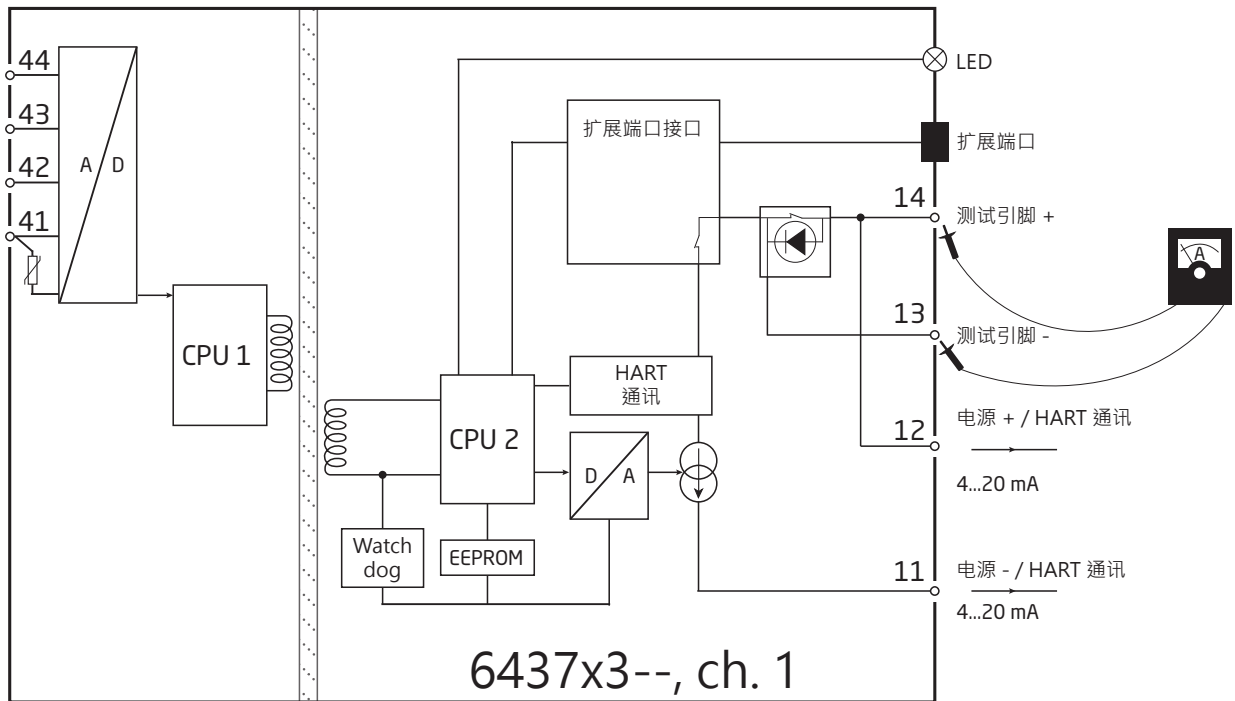 44
43
42
41
A
D
CPU 1
LED
扩展端口接口
扩展端口
14
测试引脚 +
A
13
测试引脚 -
HART
通讯
CPU 2
D
A
12
电源 + / HART 通讯
4...20 mA
Watch
dog
EEPROM
11
电源 - / HART 通讯
4...20 mA
6437x3--, ch. 1